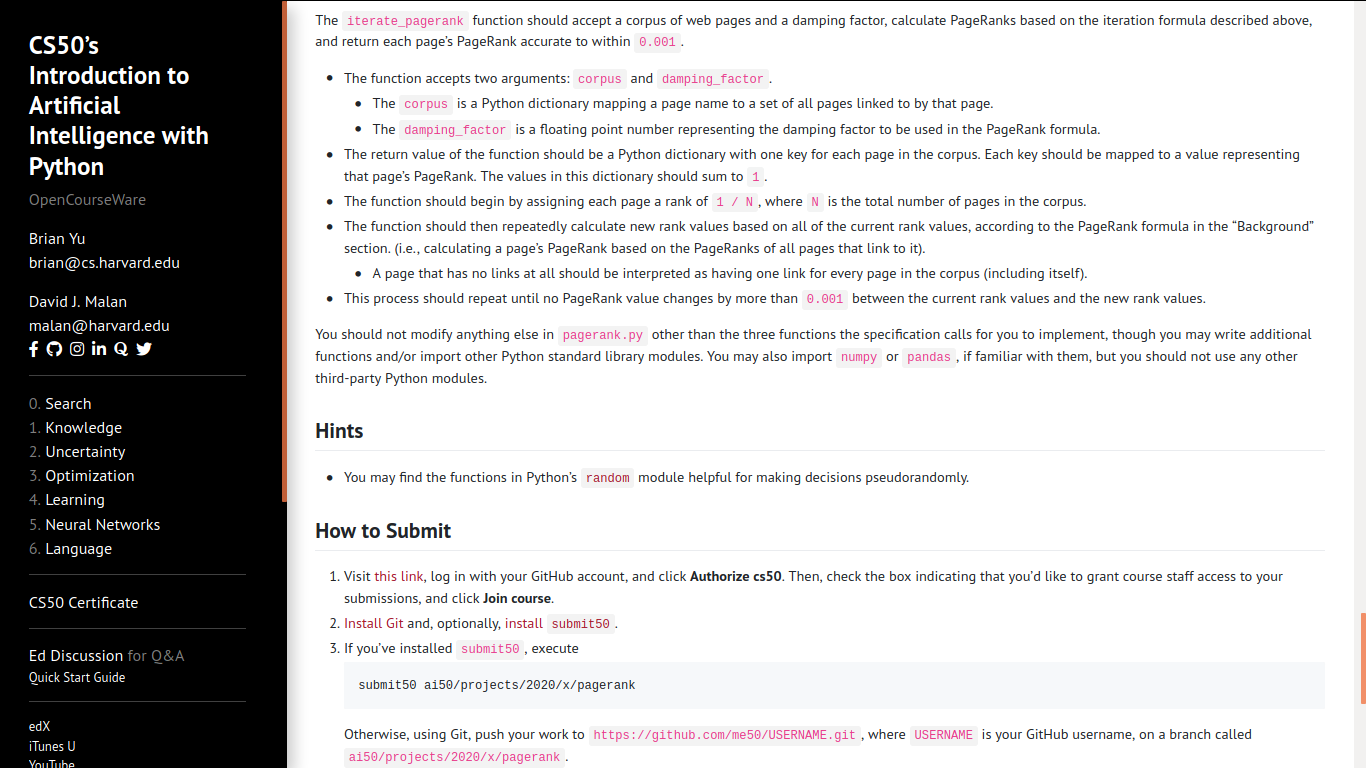 CS50’s
Introduction to
Artificial
Intelligence with
Python
OpenCourseWare
Brian Yu
brian@cs.harvard.edu
David J. Malan
malan@harvard.edu
0. Search
1. Knowledge
2. Uncertainty
3. Optimization
4. Learning
5. Neural Networks
6. Language
CS50 Certificate
Ed Discussion for Q&A
Quick Start Guide
edX
iTunes U
YouTube
The iterate_pagerank function should accept a corpus of web pages and a damping factor, calculate PageRanks based on the iteration formula described above,
and return each page’s PageRank accurate to within 0.001.
• The function accepts two arguments: corpus and damping_factor.
• The corpus is a Python dictionary mapping a page name to a set of all pages linked to by that page.
• The damping_factor is a floating point number representing the damping factor to be used in the PageRank formula.
• The return value of the function should be a Python dictionary with one key for each page in the corpus. Each key should be mapped to a value representing
that page’s PageRank. The values in this dictionary should sum to 1.
• The function should begin by assigning each page a rank of 1 / N, where N is the total number of pages in the corpus.
• The function should then repeatedly calculate new rank values based on all of the current rank values, according to the PageRank formula in the “Background”
section. (i.e., calculating a page’s PageRank based on the PageRanks of all pages that link to it).
• A page that has no links at all should be interpreted as having one link for every page in the corpus (including itself).
• This process should repeat until no PageRank value changes by more than 0.001 between the current rank values and the new rank values.
You should not modify anything else in pagerank.py other than the three functions the specification calls for you to implement, though you may write additional
functions and/or import other Python standard library modules. You may also import numpy or pandas, if familiar with them, but you should not use any other
third-party Python modules.
Hints
• You may find the functions in Python’s random module helpful for making decisions pseudorandomly.
How to Submit
1. Visit this link, log in with your GitHub account, and click Authorize cs50. Then, check the box indicating that you’d like to grant course staff access to your
submissions, and click Join course.
2. Install Git and, optionally, install submit50.
3. If you’ve installed submit50, execute
submit50 ai50/projects/2020/x/pagerank
Otherwise, using Git, push your work to https://github.com/me50/USERNAME.git, where USERNAME is your GitHub username, on a branch called
ai50/projects/2020/x/pagerank.